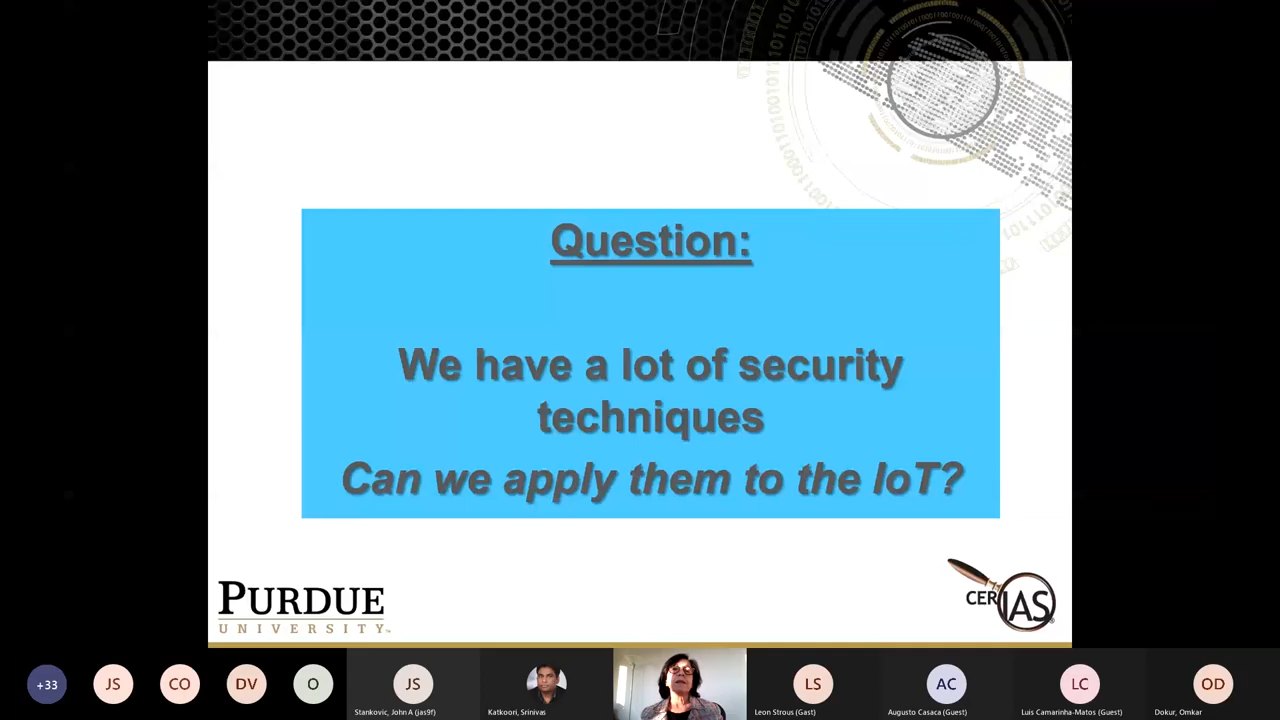 Question:
We have a lot of security
techniques
Can we apply them to the IoT?
PURDUE
UNIVERSITY
CERIAS
+33
JS
CO
DV
O
JS
LS
AC
LC
OD
Stankovic, John A (jas9f)
Katkoori, Srinivas
Leon Strous (Gast)
Augusto Casaca (Guest)
Luis Camarinha-Matos (Guest)
Dokur, Omkar